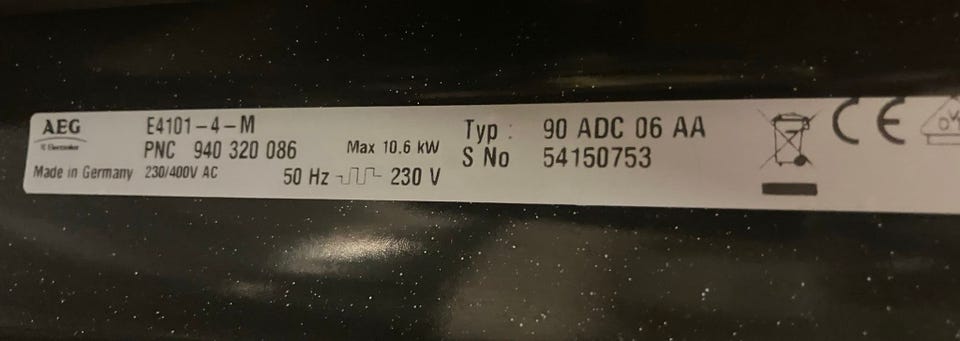 AEG
Electrolux
Made in Germany
E4101-4-M
PNC 940 320 086
230/400V AC
Max 10.6 kW
50 Hz 230 V
Typ : 90 ADC 06 AA
S No 54150753
CE